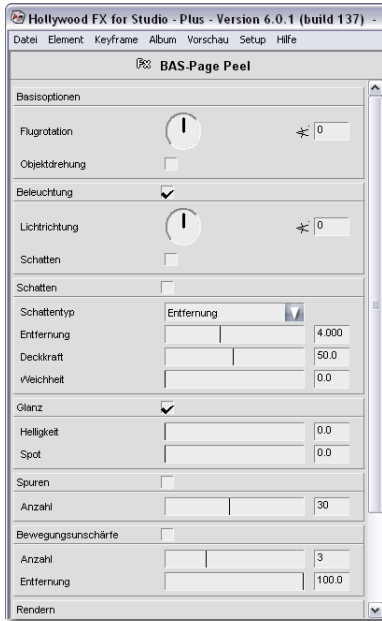 Hollywood FX for Studio - Plus - Version 6.0.1 (build 137) -
Datei Element Keyframe Album Vorschau Setup Hilfe
Fx BAS-Page Peel
Basisoptionen
Flugrotation 0
Objektdrehung
Beleuchtung
Lichtrichtung 0
Schatten
Schatten
Schattentyp Entfernung
Entfernung 4.000
Deckkraft 50.0
Weichheit 0.0
Glanz
Helligkeit 0.0
Spot 0.0
Spuren
Anzahl 30
Bewegungsunschärfe
Anzahl 3
Entfernung 100.0
Rendern